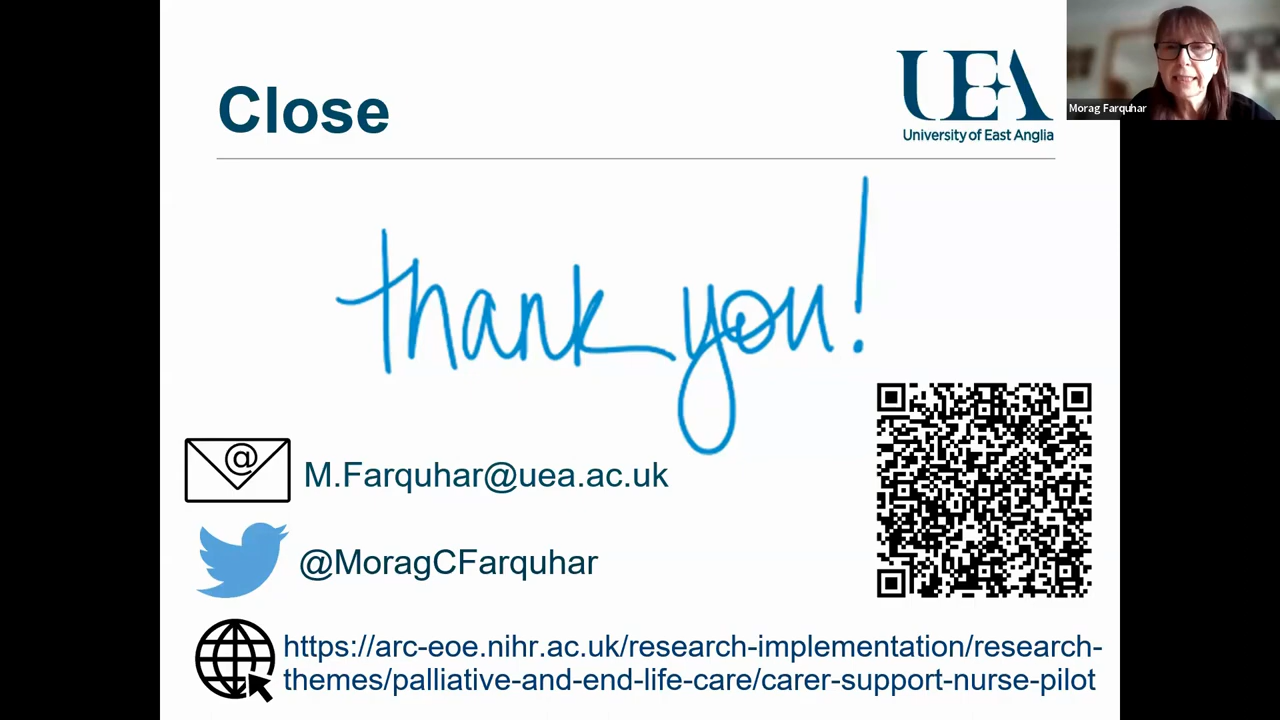 Close
UEA
University of East Anglia
Morag Farquhar
thank you!
@
M.Farquhar@uea.ac.uk
@MoragCFarquhar
https://arc-eoe.nihr.ac.uk/research-implementation/research-
themes/palliative-and-end-life-care/carer-support-nurse-pilot